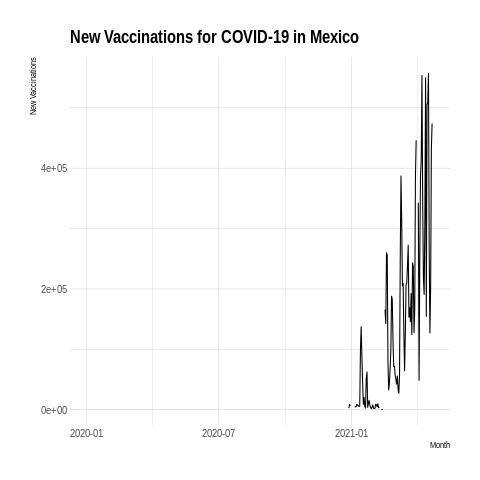 New Vaccinations for COVID-19 in Mexico
New Vaccinations
4e+05
2e+05
0e+00
2020-01
2020-07
2021-01
Month